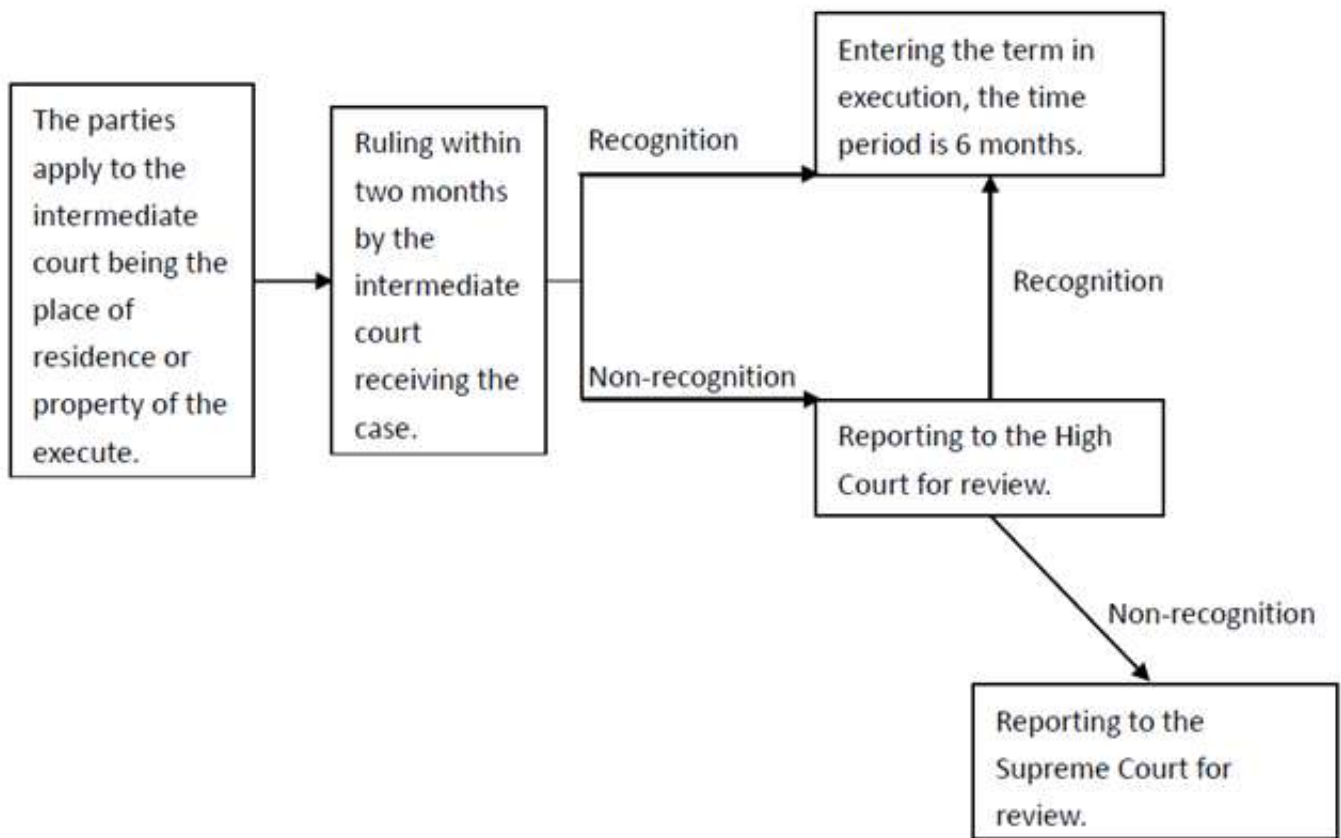 The parties
apply to the
intermediate
court being the
place of
residence or
property of the
execute.
Ruling within
two months
by the
intermediate
court
receiving the
case.
Recognition
Entering the term in
execution, the time
period is 6 months.
Recognition
Non-recognition
Reporting to the High
Court for review.
Non-recognition
Reporting to the
Supreme Court for
review.